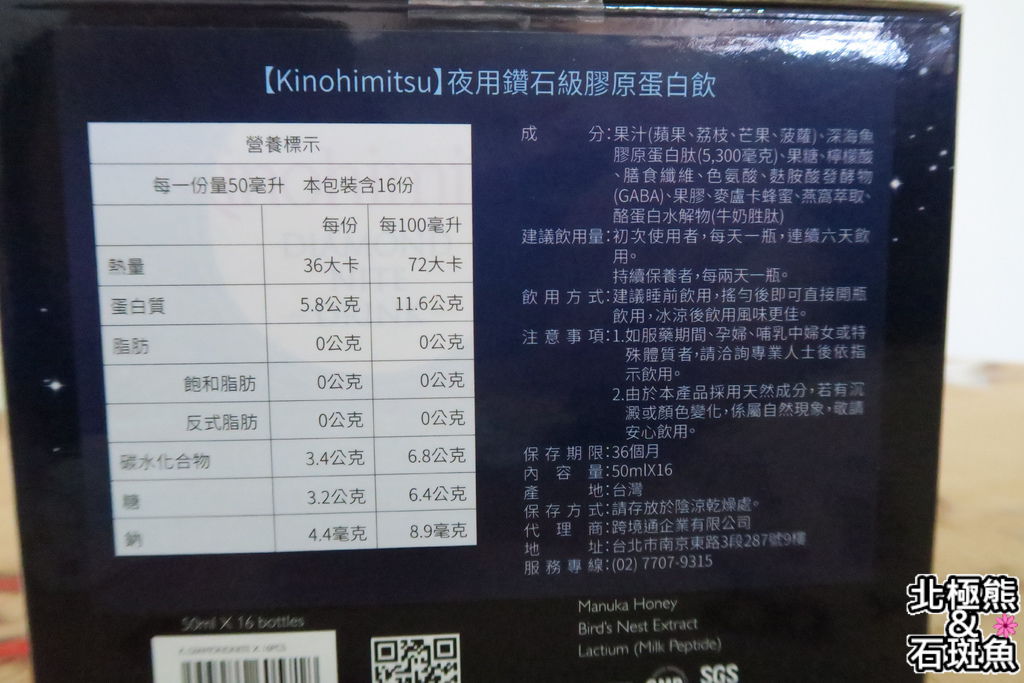 【Kinohimitsu】夜用鑽石級膠原蛋白飲
營養標示
每一份量50毫升 本包裝含16份
每份 每100毫升
熱量 36大卡 72大卡
蛋白質 5.8公克 11.6公克
脂肪 0公克 0公克
飽和脂肪 0公克 0公克
反式脂肪 0公克 0公克
碳水化合物 3.4公克 6.8公克
糖 3.2公克 6.4公克
鈉 4.4毫克 8.9毫克
成分:果汁(蘋果、荔枝、芒果、菠蘿)、深海魚
膠原蛋白肽(5,300毫克)、果糖、檸檬酸
、膳食纖維、色氨酸、麩胺酸發酵物
(GABA)、果膠、麥盧卡蜂蜜、燕窩萃取、
酪蛋白水解物(牛奶胜肽)
建議飲用量:初次使用者,每天一瓶,連續六天飲
用。
持續保養者,每兩天一瓶。
飲用方式:建議睡前飲用,搖勻後即可直接開瓶
飲用,冰涼後飲用風味更佳。
注意事項:1.如服藥期間、孕婦、哺乳中婦女或特
殊體質者,請洽詢專業人士後依指
示飲用。
2.由於本產品採用天然成分,若有沉
澱或顏色變化,係屬自然現象,敬請
安心飲用。
保存期限:36個月
內容量:50mlX16
產地:台灣
保存方式:請存放於陰涼乾燥處。
代理商:跨境通企業有限公司
地址:台北市南京東路3段287號9樓
服務專線:(02) 7707-9315
50ml X 16 bottles
Manuka Honey
Bird's Nest Extract
Lactium (Milk Peptide)
SGS
北極熊
&
石斑魚